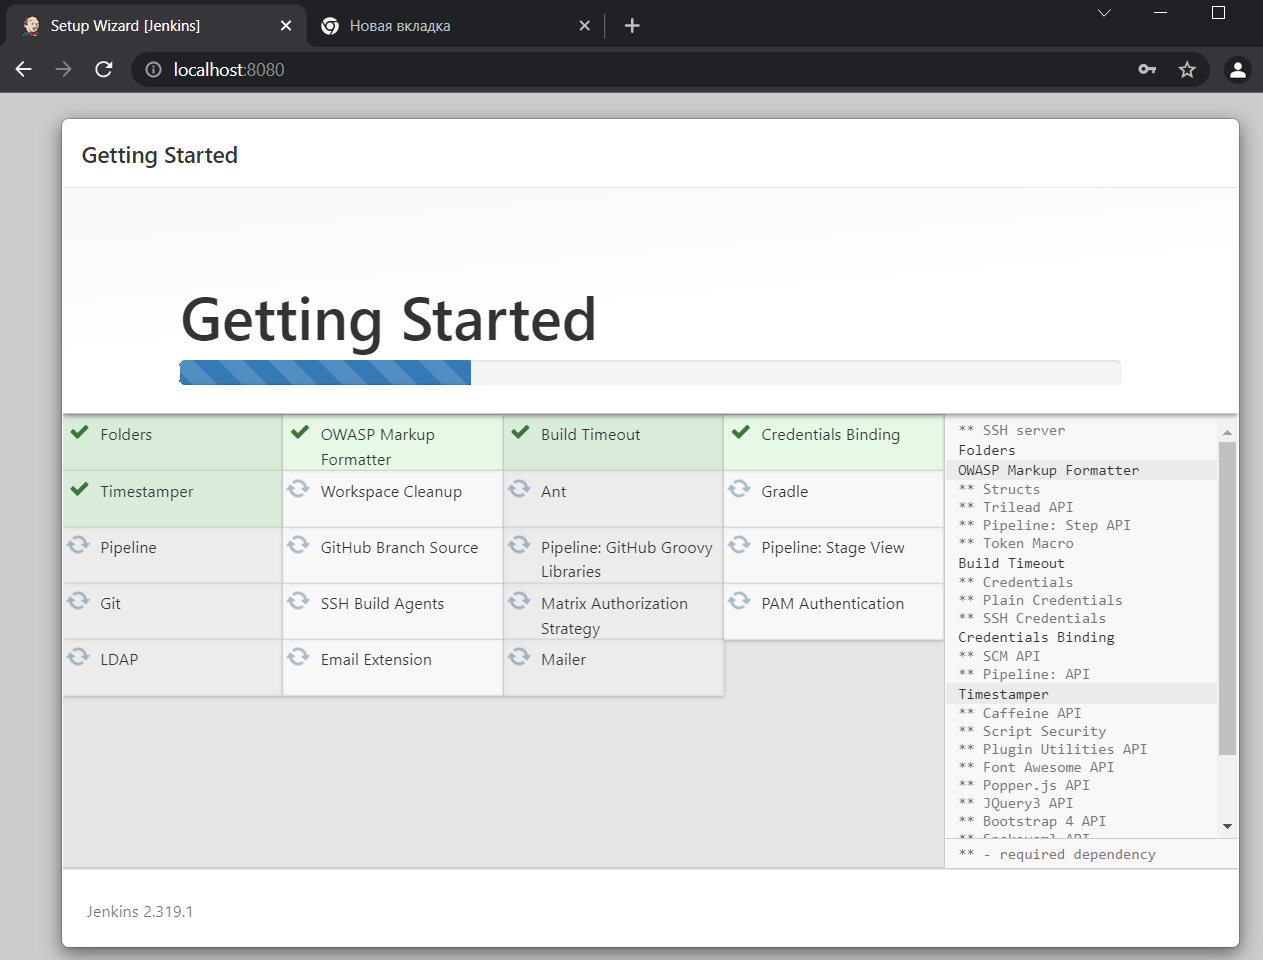 Setup Wizard [Jenkins]
Новая вкладка
localhost:8080
Getting Started
Getting Started
Folders
OWASP Markup
Formatter
Build Timeout
Credentials Binding
Timestamper
Workspace Cleanup
Ant
Gradle
Pipeline
GitHub Branch Source
Pipeline: GitHub Groovy
Libraries
Pipeline: Stage View
Git
SSH Build Agents
Matrix Authorization
Strategy
PAM Authentication
LDAP
Email Extension
Mailer
** SSH server
Folders
OWASP Markup Formatter
** Structs
** Trilead API
** Pipeline: Step API
** Token Macro
Build Timeout
** Credentials
** Plain Credentials
** SSH Credentials
Credentials Binding
** SCM API
** Pipeline: API
Timestamper
** Caffeine API
** Script Security
** Plugin Utilities API
** Font Awesome API
** Popper.js API
** JQuery3 API
** Bootstrap 4 API
** Snakeyaml API
** - required dependency
Jenkins 2.319.1